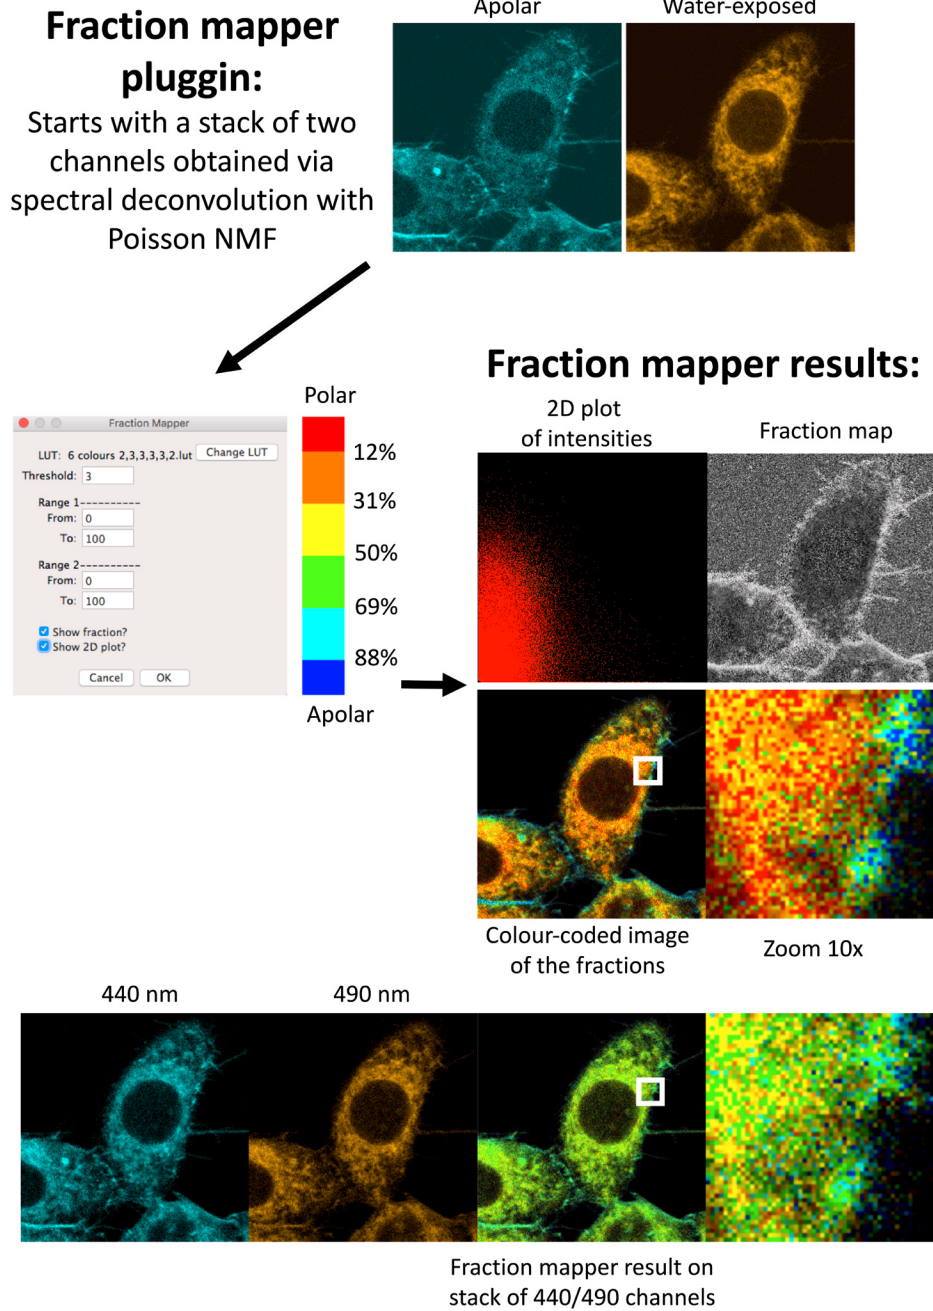 Fraction mapper
pluggin:
Starts with a stack of two
channels obtained via
spectral deconvolution with
Poisson NMF
Apolar
Water-exposed
Fraction Mapper
LUT: 6 colours 2,3,3,3,3,2.lut Change LUT
Threshold: 3
Range 1----------
From: 0
To: 100
Range 2----------
From: 0
To: 100
Show fraction?
Show 2D plot?
Cancel OK
Polar
12%
31%
50%
69%
88%
Apolar
Fraction mapper results:
2D plot
of intensities
Fraction map
Colour-coded image
of the fractions
Zoom 10x
440 nm
490 nm
Fraction mapper result on
stack of 440/490 channels